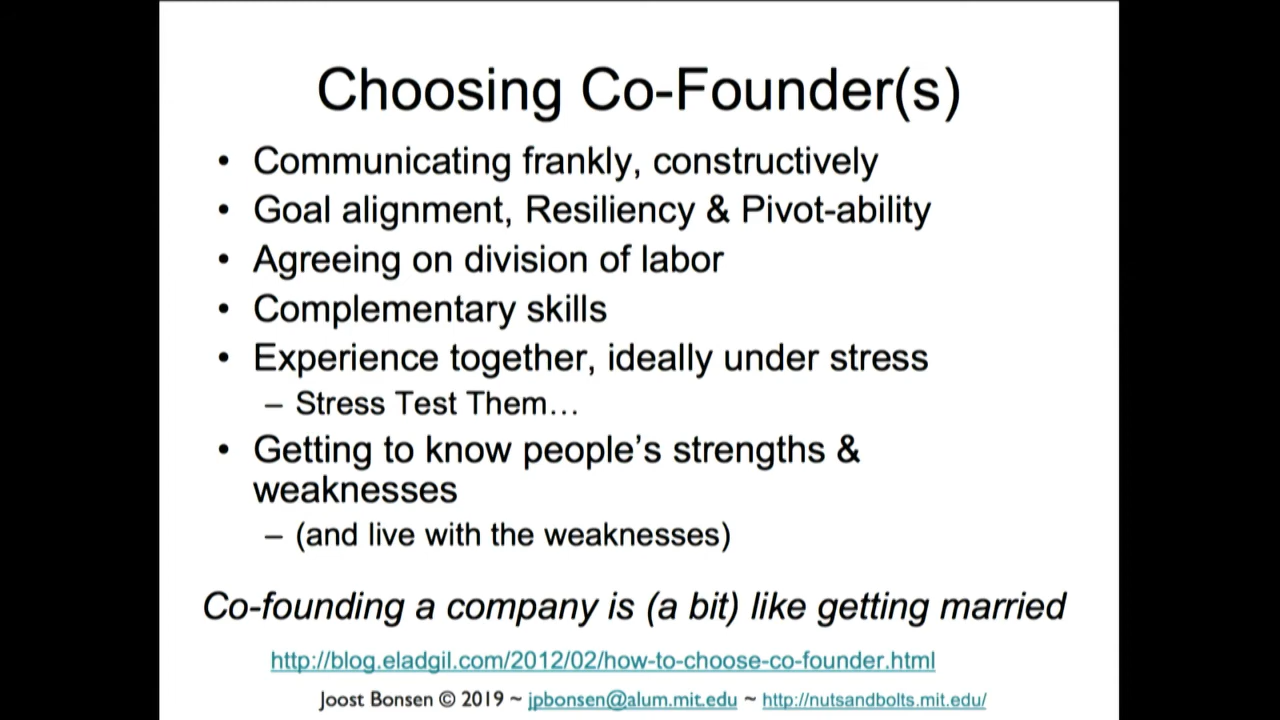 Choosing Co-Founder(s)
• Communicating frankly, constructively
• Goal alignment, Resiliency & Pivot-ability
• Agreeing on division of labor
• Complementary skills
• Experience together, ideally under stress
– Stress Test Them…
• Getting to know people’s strengths &
weaknesses
– (and live with the weaknesses)
Co-founding a company is (a bit) like getting married
http://blog.eladgil.com/2012/02/how-to-choose-co-founder.html
Joost Bonsen © 2019 ~ jpbonsen@alum.mit.edu ~ http://nutsandbolts.mit.edu/